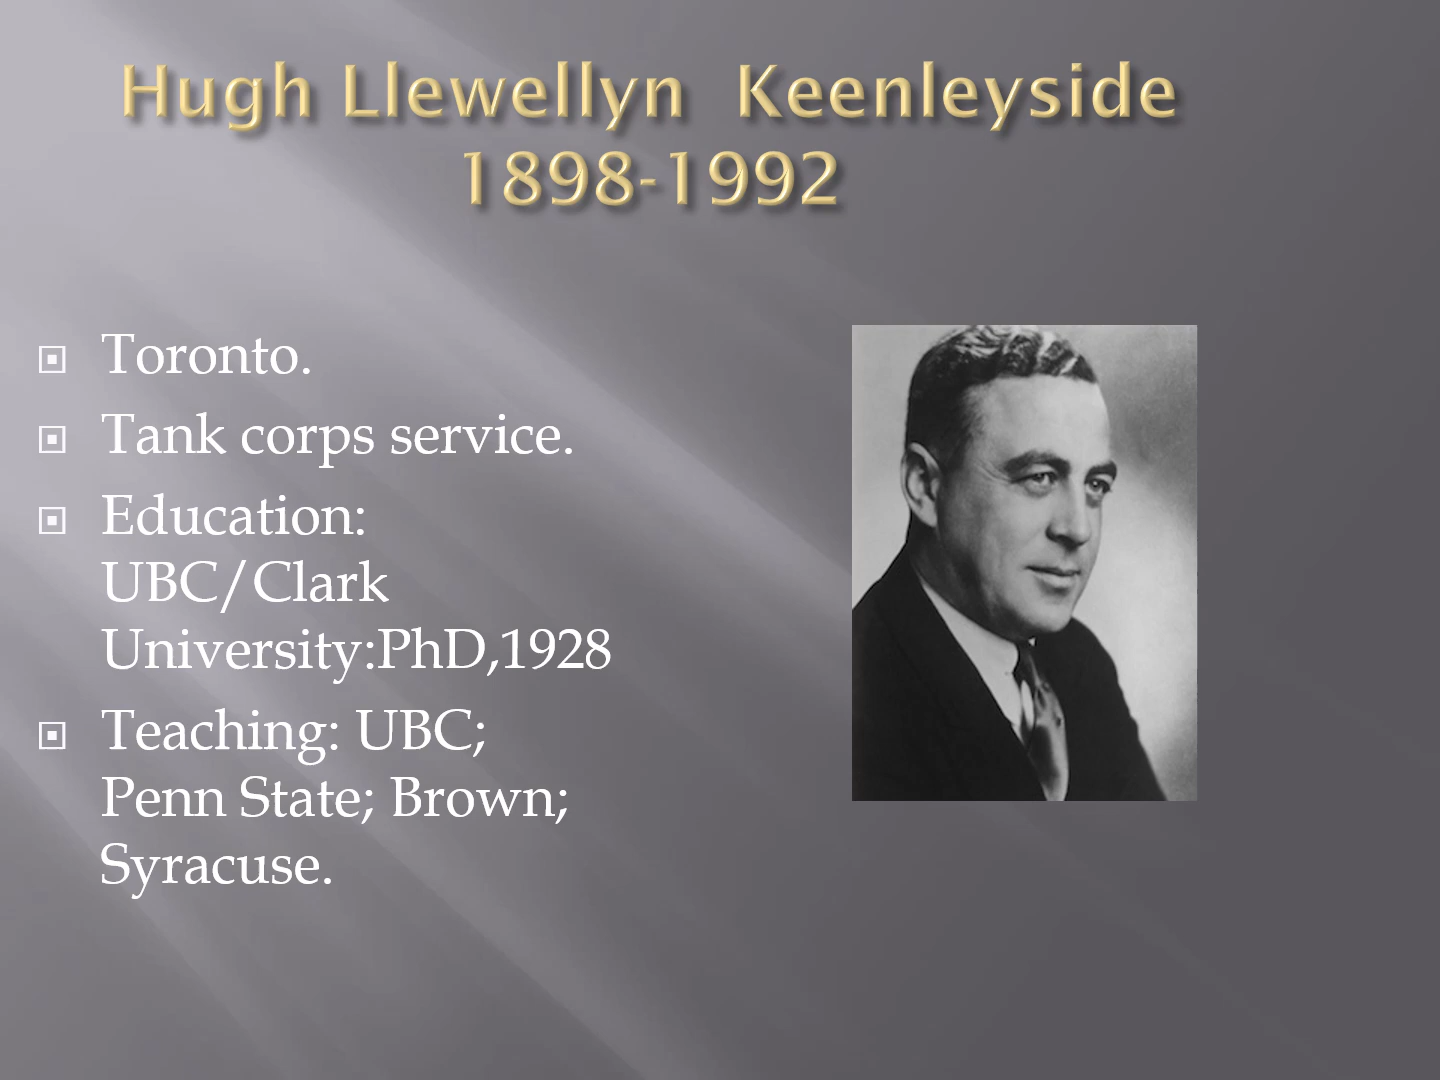 Hugh Llewellyn Keenleyside
1898-1992
Toronto.
Tank corps service.
Education:
UBC/Clark
University:PhD,1928
Teaching: UBC;
Penn State; Brown;
Syracuse.